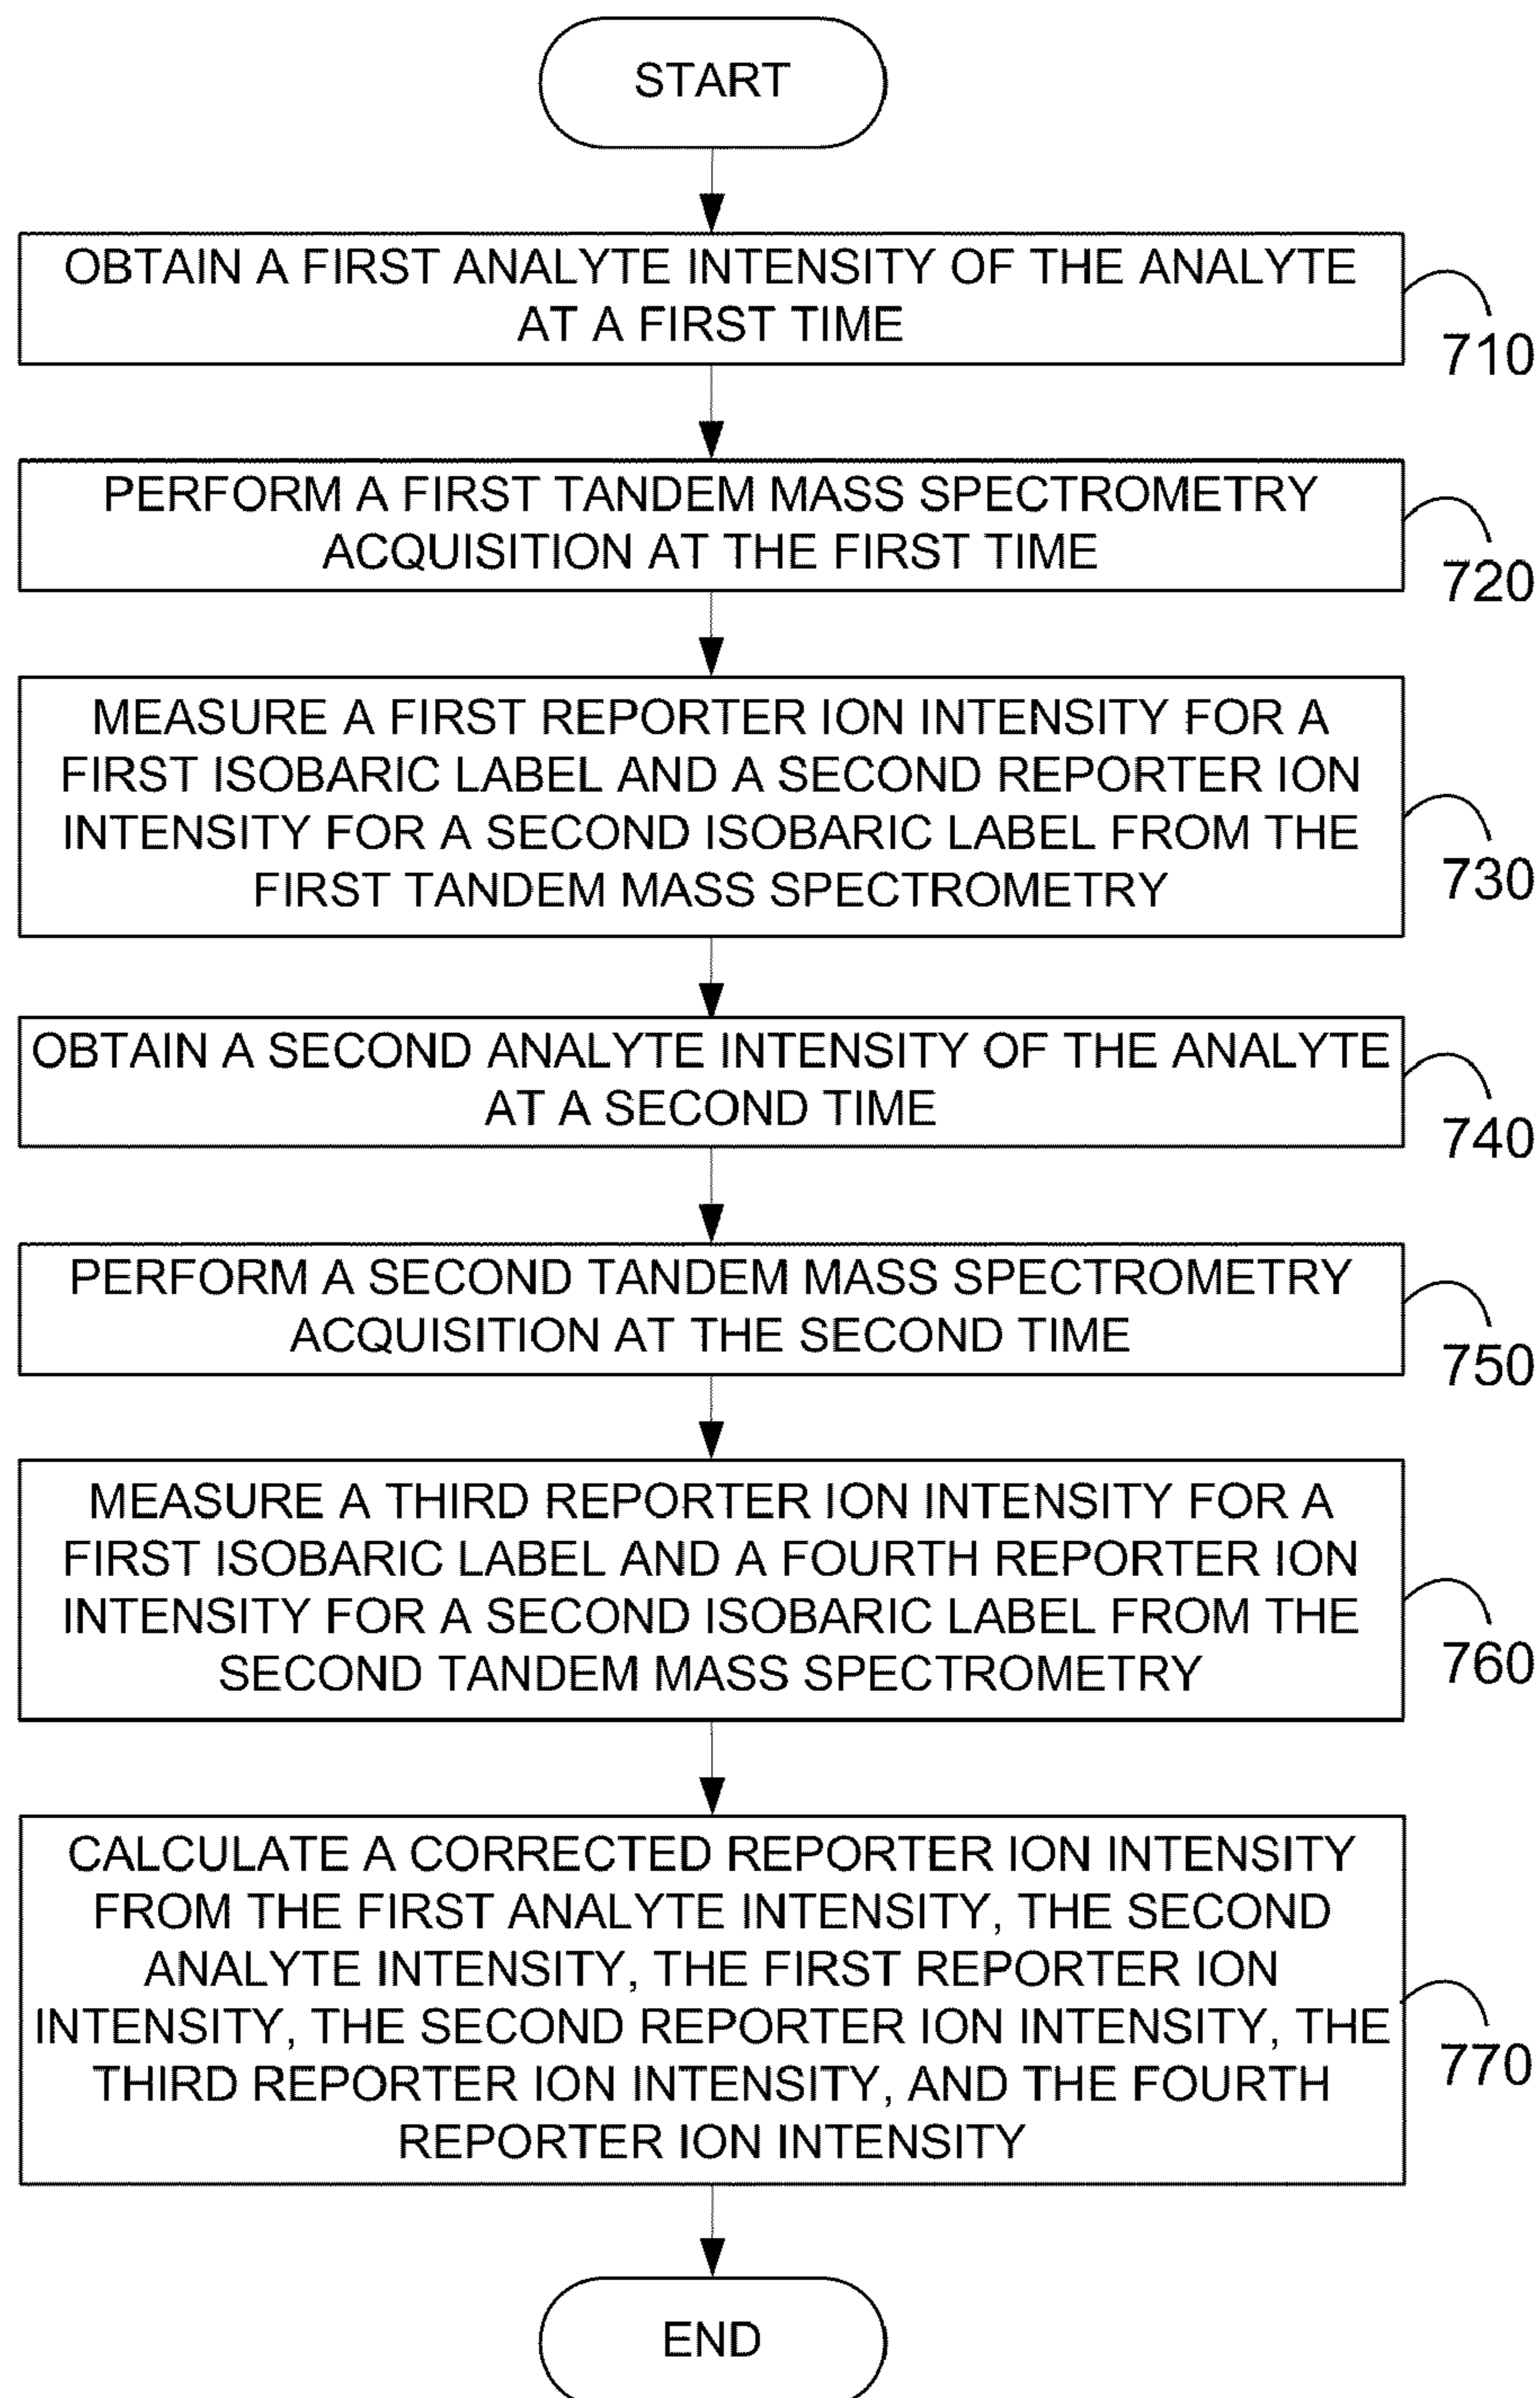 START
OBTAIN A FIRST ANALYTE INTENSITY OF THE ANALYTE
AT A FIRST TIME
710
PERFORM A FIRST TANDEM MASS SPECTROMETRY
ACQUISITION AT THE FIRST TIME
720
MEASURE A FIRST REPORTER ION INTENSITY FOR A
FIRST ISOBARIC LABEL AND A SECOND REPORTER ION
INTENSITY FOR A SECOND ISOBARIC LABEL FROM THE
FIRST TANDEM MASS SPECTROMETRY
730
OBTAIN A SECOND ANALYTE INTENSITY OF THE ANALYTE
AT A SECOND TIME
740
PERFORM A SECOND TANDEM MASS SPECTROMETRY
ACQUISITION AT THE SECOND TIME
750
MEASURE A THIRD REPORTER ION INTENSITY FOR A
FIRST ISOBARIC LABEL AND A FOURTH REPORTER ION
INTENSITY FOR A SECOND ISOBARIC LABEL FROM THE
SECOND TANDEM MASS SPECTROMETRY
760
CALCULATE A CORRECTED REPORTER ION INTENSITY
FROM THE FIRST ANALYTE INTENSITY, THE SECOND
ANALYTE INTENSITY, THE FIRST REPORTER ION
INTENSITY, THE SECOND REPORTER ION INTENSITY, THE
THIRD REPORTER ION INTENSITY, AND THE FOURTH
REPORTER ION INTENSITY
770
END